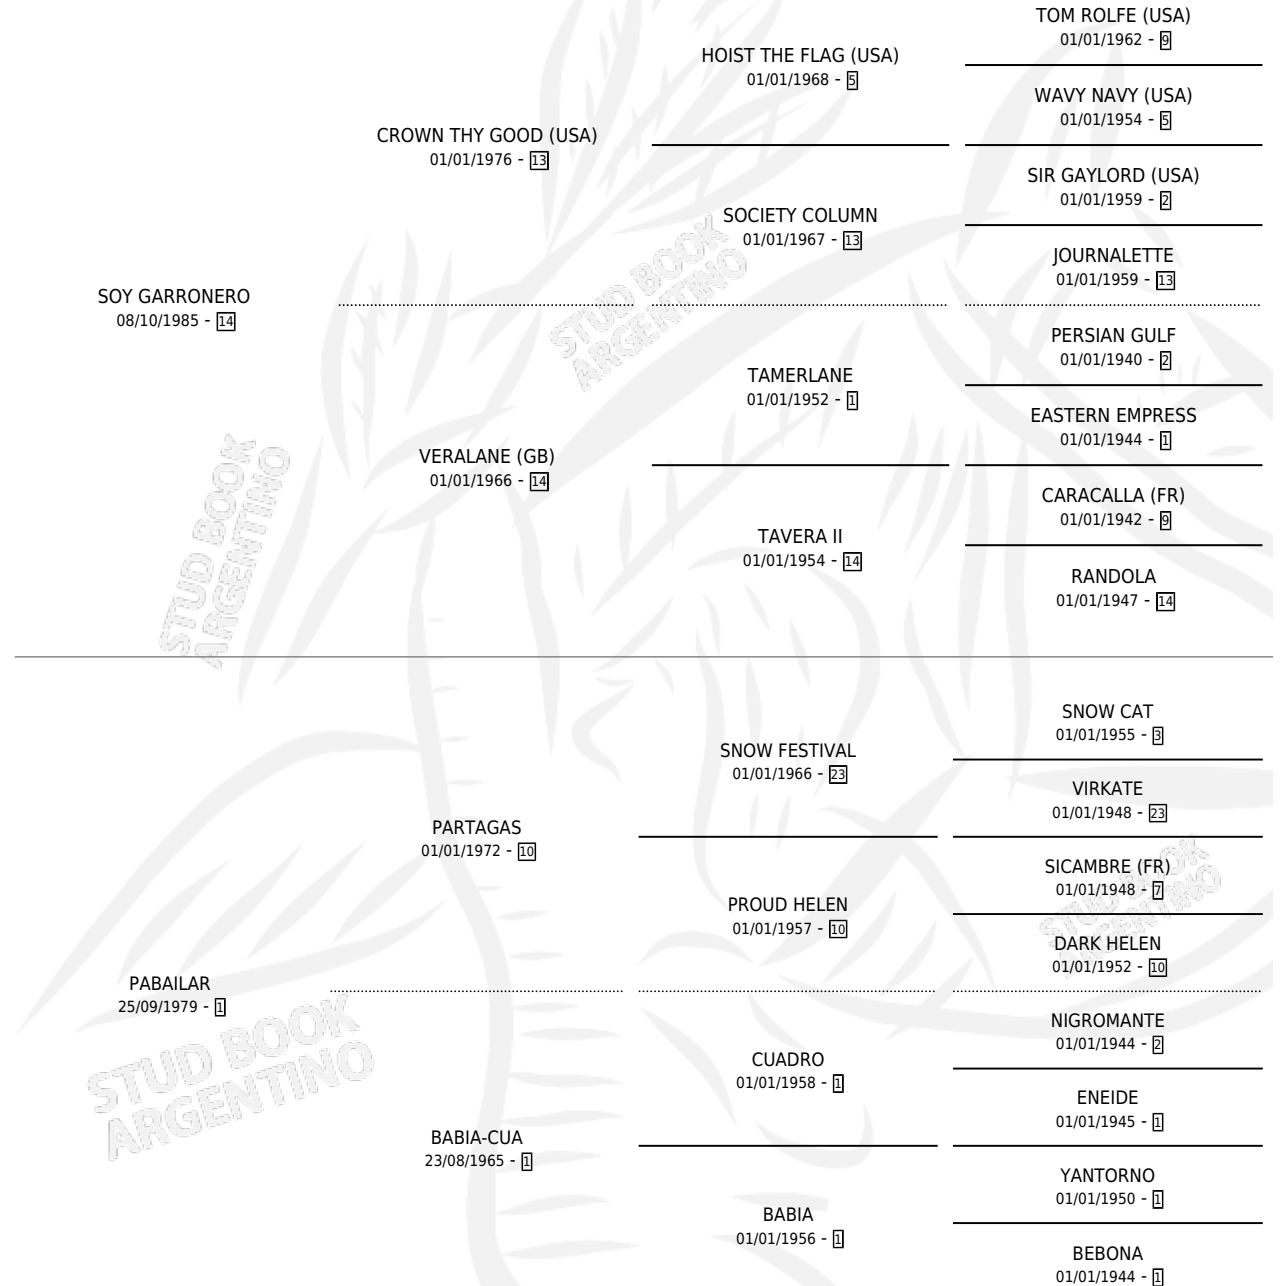 TOM ROLFE (USA)
01/01/1962 - 9
HOIST THE FLAG (USA)
01/01/1968 - 5
WAVY NAVY (USA)
01/01/1954 - 5
CROWN THY GOOD (USA)
01/01/1976 - 13
SIR GAYLORD (USA)
01/01/1959 - 2
SOCIETY COLUMN
01/01/1967 - 13
JOURNALETTE
01/01/1959 - 13
SOY GARRONERO
08/10/1985 - 14
STUD BOOK
ARGENTINO
PERSIAN GULF
01/01/1940 - 2
TAMERLANE
01/01/1952 - 1
EASTERN EMPRESS
01/01/1944 - 1
VERALANE (GB)
01/01/1966 - 14
CARACALLA (FR)
01/01/1942 - 9
TAVERA II
01/01/1954 - 14
RANDOLA
01/01/1947 - 14
STUD BOOK
ARGENTINO
SNOW CAT
01/01/1955 - 3
SNOW FESTIVAL
01/01/1966 - 23
VIRKATE
01/01/1948 - 23
PARTAGAS
01/01/1972 - 10
SICAMBRE (FR)
01/01/1948 - 7
PROUD HELEN
01/01/1957 - 10
STUD BOOK
ARGENTINO
DARK HELEN
01/01/1952 - 10
PABAILAR
25/09/1979 - 1
NIGROMANTE
01/01/1944 - 2
CUADRO
01/01/1958 - 1
STUD BOOK
ARGENTINO
ENEIDE
01/01/1945 - 1
BABIA-CUA
23/08/1965 - 1
YANTORNO
01/01/1950 - 1
BABIA
01/01/1956 - 1
BEBONA
01/01/1944 - 1